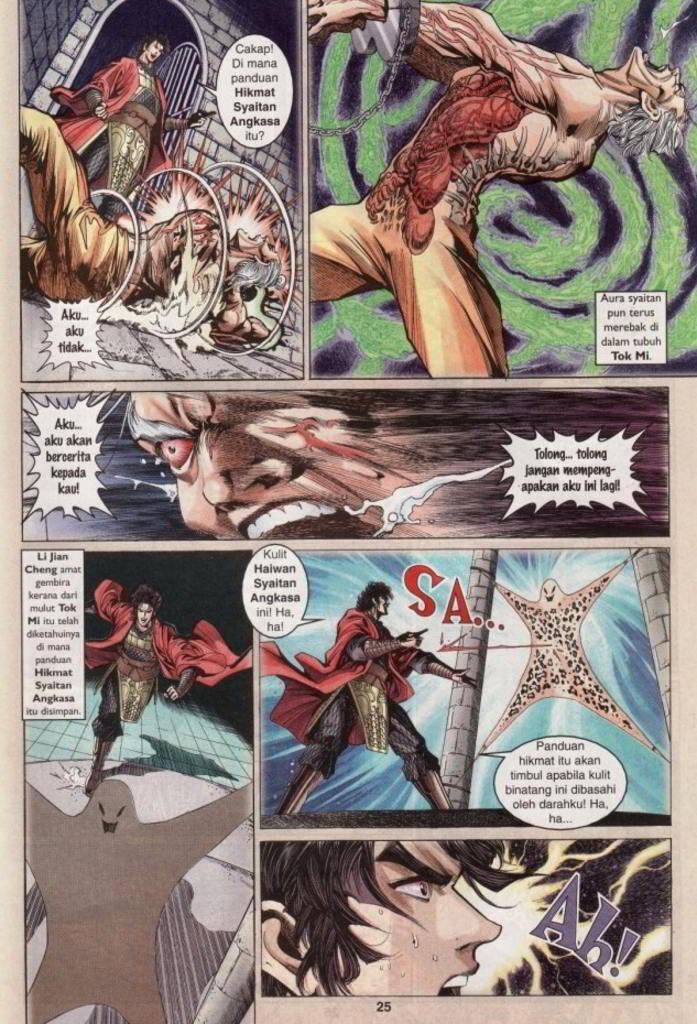 Cakap!
Di mana
panduan
Hikmat
Syaitan
Angkasa
itu?
Aku...
aku
tidak...
Aura syaitan
pun terus
merebak di
dalam tubuh
Tok Mi.
Aku...
aku akan
bercerita
kepada
kau!
Tolong... tolong
jangan mempeng-
apakan aku ini lagi!
Li Jian
Cheng amat
gembira
kerana dari
mulut Tok
Mi itu telah
diketahuinya
di mana
panduan
Hikmat
Syaitan
Angkasa
itu disimpan.
Kulit
Haiwan
Syaitan
Angkasa
ini! Ha,
ha!
SA...
Panduan
hikmat itu akan
timbul apabila kulit
binatang ini dibasahi
oleh darahku! Ha,
ha...
Ah!
25